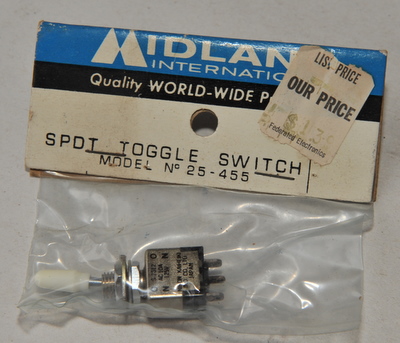 MIDLAN
INTERNATIO
Quality WORLD-WIDE P
LIST PRICE
OUR PRICE
Federated Electronics
SPDT TOGGLE SWITCH
MODEL Nº 25-455